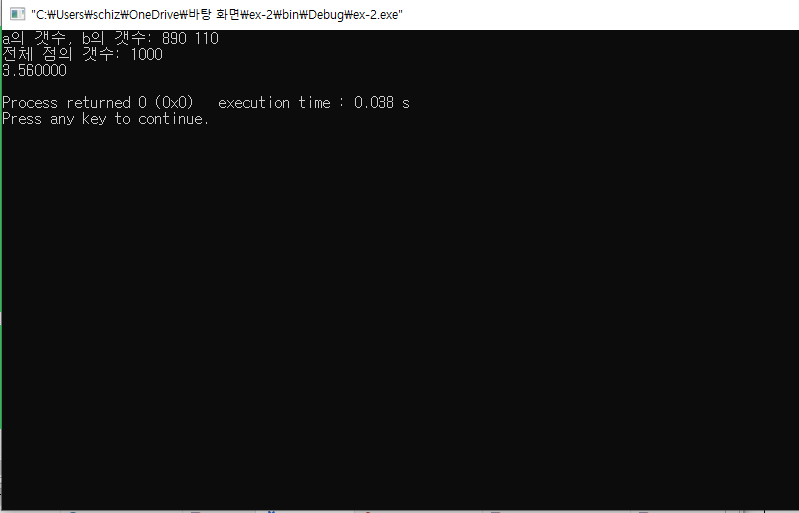 "C:₩Users₩schiz₩OneDrive₩바탕 화면₩ex-2₩bin₩Debug₩ex-2.exe"
a의 갯수, b의 갯수: 890 110
전체 점의 갯수: 1000
3.560000
Process returned 0 (0x0)   execution time : 0.038 s
Press any key to continue.